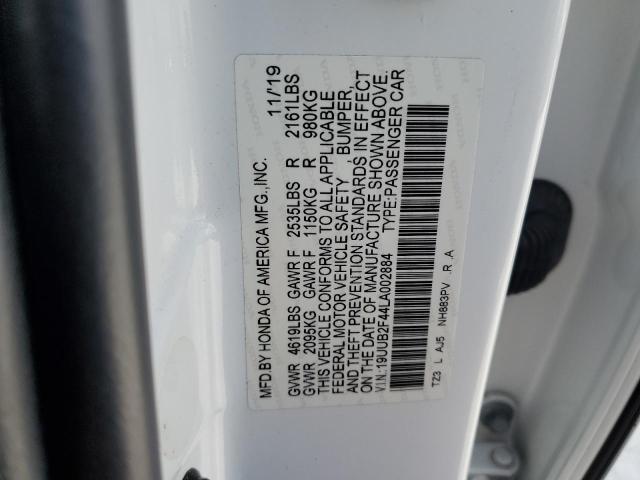 MFD.BY HONDA OF AMERICA MFG.,INC. 11/19
GVWR 4619LBS GAWR F 2535LBS R 2161LBS
GVWR 2095KG GAWR F 1150KG R 980KG
THIS VEHICLE CONFORMS TO ALL APPLICABLE
FEDERAL MOTOR VEHICLE SAFETY , BUMPER,
AND THEFT PREVENTION STANDARDS IN EFFECT
ON THE DATE OF MANUFACTURE SHOWN ABOVE.
V.I.N.:19UUB2F44LA002884 TYPE:PASSENGER CAR
TZ3 L AJ5 NH883PV .R .A